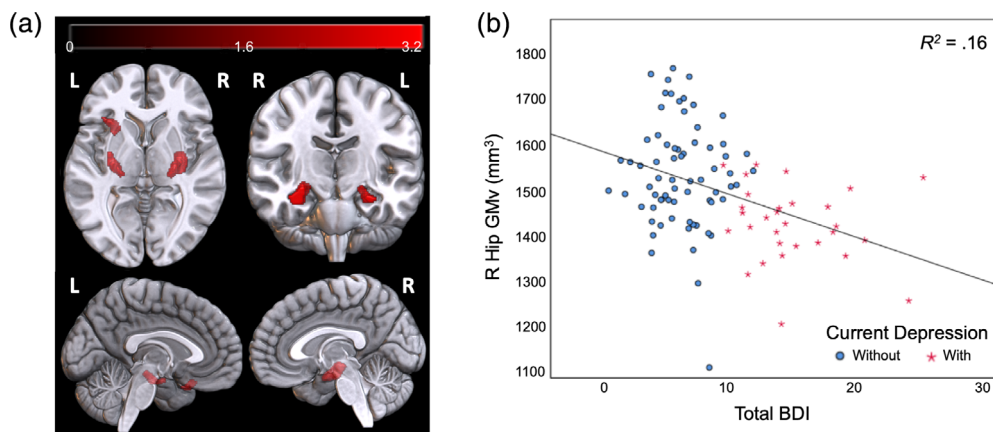 (a)
0 1.6 3.2
L R R L
L R
(b)
R² = .16
1800
1700
1600
1500
1400
1300
1200
1100
R Hip GMv (mm³)
Current Depression
Without With
0 10 20 30
Total BDI